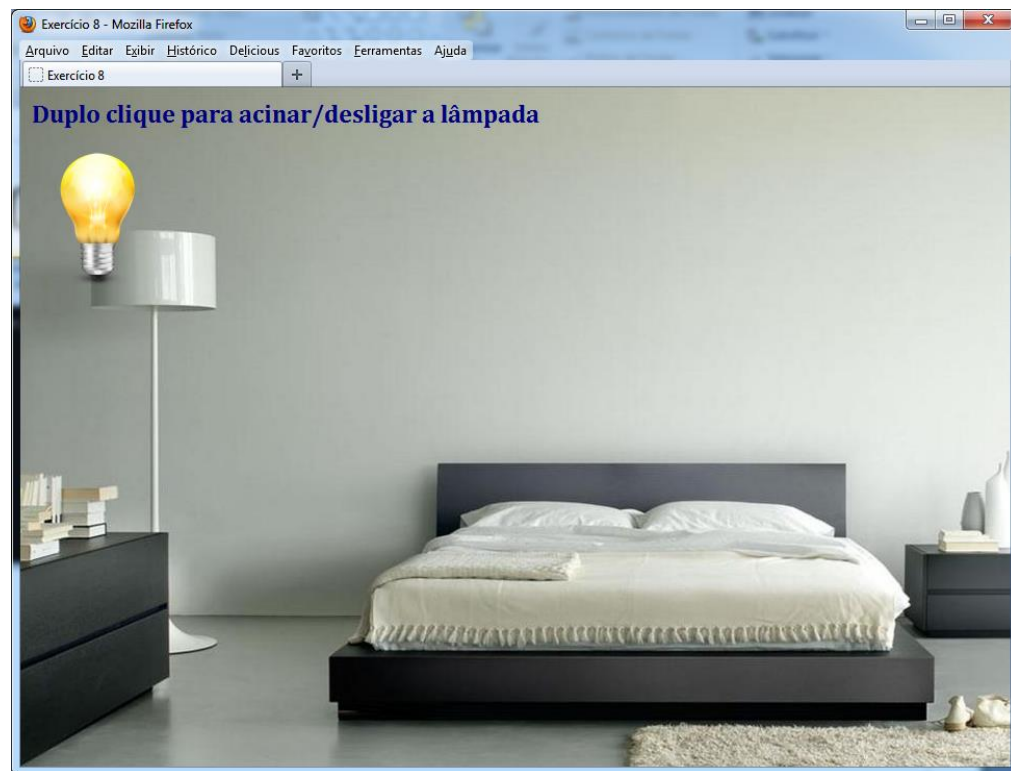 Exercício 8 - Mozilla Firefox
Arquivo Editar Exibir Histórico Delicious Favoritos Ferramentas Ajuda
Exercício 8
Duplo clique para acinar/desligar a lâmpada